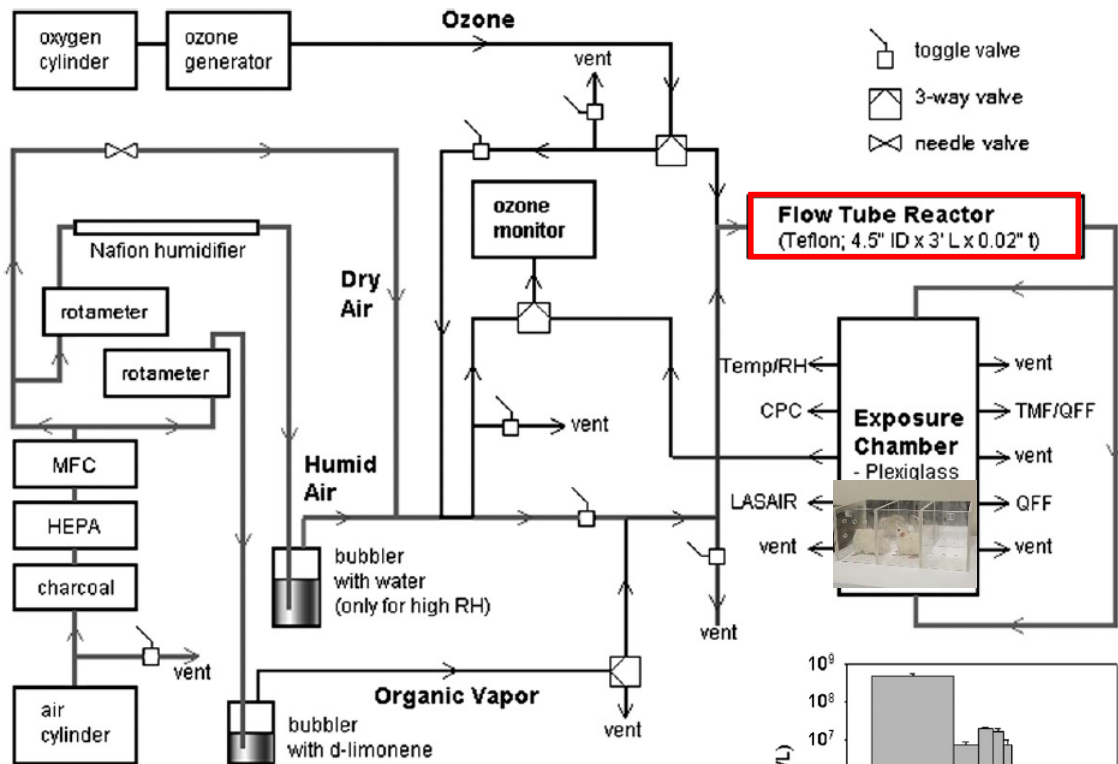 Ozone
oxygen
cylinder
ozone
generator
vent
toggle valve
3-way valve
needle valve
ozone
monitor
Flow Tube Reactor
(Teflon; 4.5" ID x 3' L x 0.02" t)
Nafion humidifier
Dry
Air
rotameter
rotameter
Temp/RH
vent
CPC
TMF/QFF
Exposure
Chamber
- Plexiglass
vent
vent
MFC
Humid
Air
LASAIR
QFF
HEPA
vent
vent
bubbler
with water
(only for high RH)
charcoal
vent
vent
Organic Vapor
air
cylinder
bubbler
with d-limonene
vent
10⁹
10⁸
10⁷